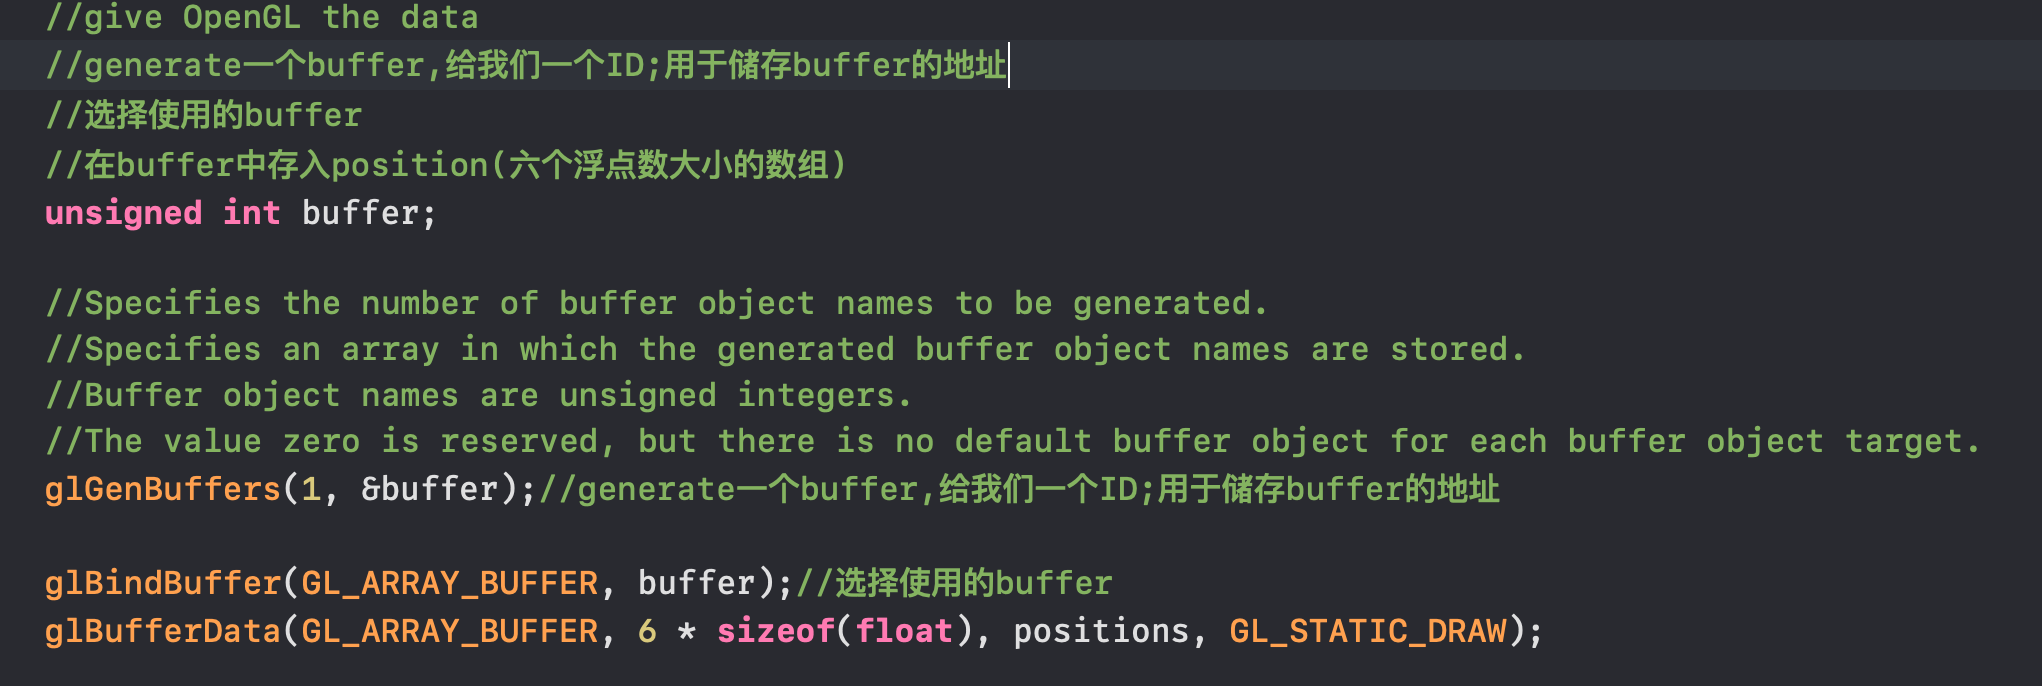 //give OpenGL the data
//generate一个buffer,给我们一个ID;用于储存buffer的地址
//选择使用的buffer
//在buffer中存入position(六个浮点数大小的数组)
unsigned int buffer;
//Specifies the number of buffer object names to be generated.
//Specifies an array in which the generated buffer object names are stored.
//Buffer object names are unsigned integers.
//The value zero is reserved, but there is no default buffer object for each buffer object target.
glGenBuffers(1, &buffer);//generate一个buffer,给我们一个ID;用于储存buffer的地址
glBindBuffer(GL_ARRAY_BUFFER, buffer);//选择使用的buffer
glBufferData(GL_ARRAY_BUFFER, 6 * sizeof(float), positions, GL_STATIC_DRAW);